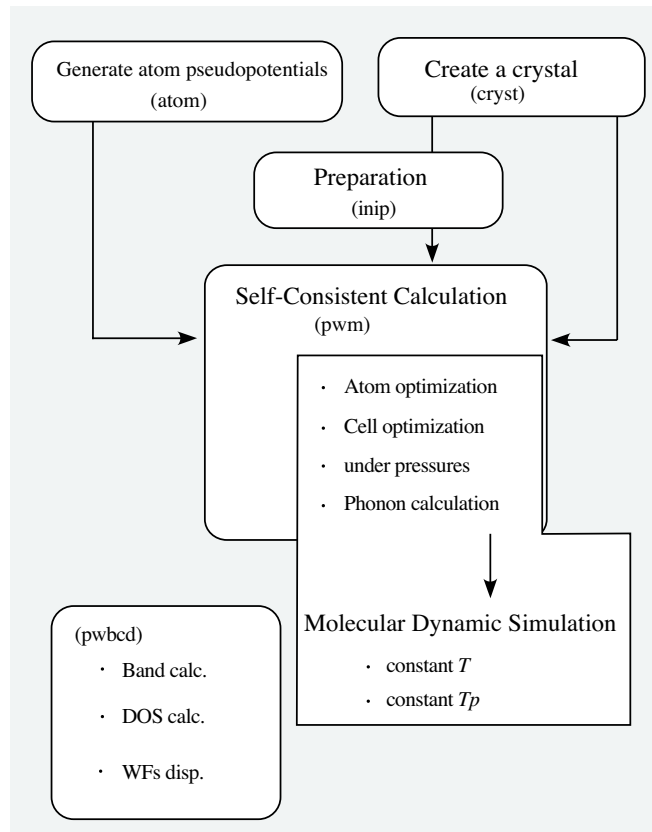 Generate atom pseudopotentials
(atom)
Create a crystal
(cryst)
Preparation
(inip)
Self-Consistent Calculation
(pwm)
· Atom optimization
· Cell optimization
· under pressures
· Phonon calculation
Molecular Dynamic Simulation
· constant T
· constant Tp
(pwbcd)
· Band calc.
· DOS calc.
· WFs disp.